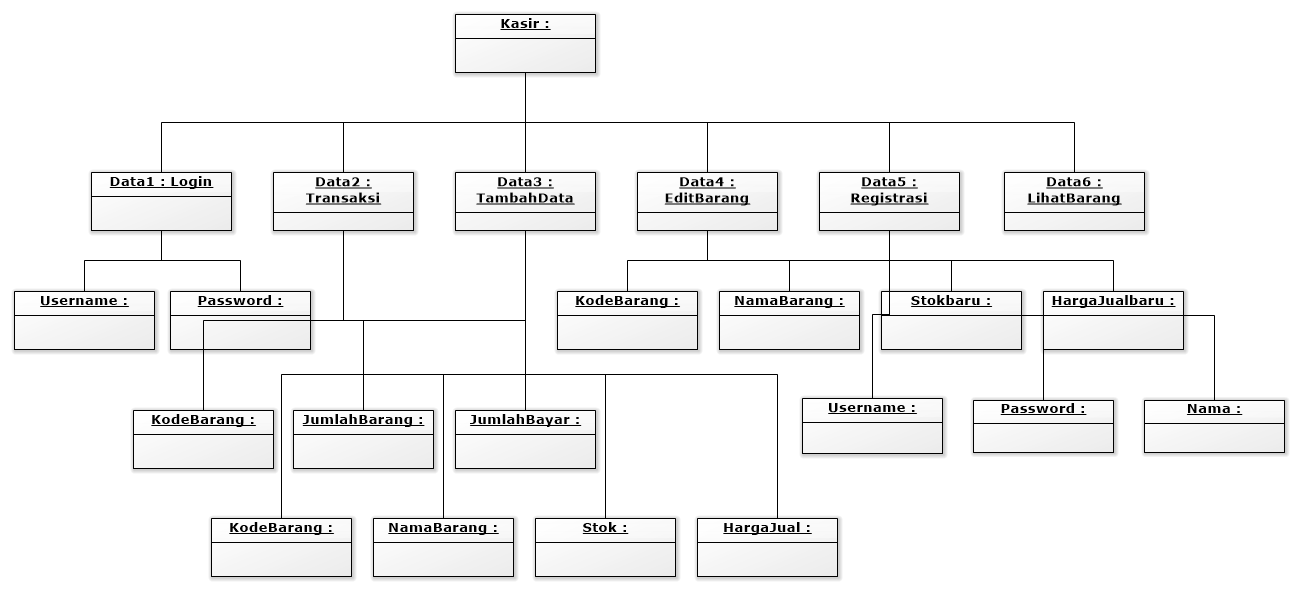 Kasir :
Data1 : Login
Data2 :
Transaksi
Data3 :
TambahData
Data4 :
EditBarang
Data5 :
Registrasi
Data6 :
LihatBarang
Username :
Password :
KodeBarang :
NamaBarang :
Stokbaru :
HargaJualbaru :
KodeBarang :
JumlahBarang :
JumlahBayar :
Username :
Password :
Nama :
KodeBarang :
NamaBarang :
Stok :
HargaJual :